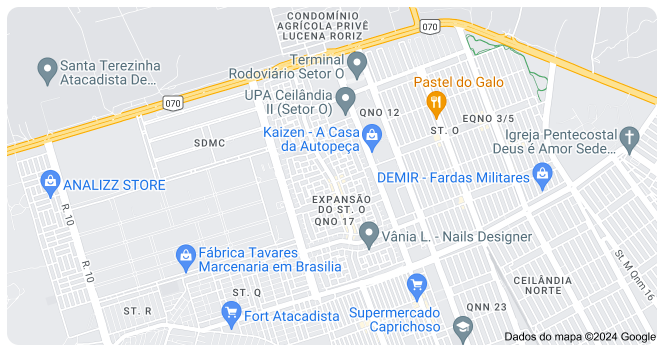 CONDOMÍNIO
AGRÍCOLA PRIVÊ
LUCENA RORIZ
070
Terminal
Rodoviário Setor O
Santa Terezinha
Atacadista De...
Pastel do Galo
070
UPA Ceilândia
II (Setor O)
QNO 12
EQNO 3/5
ST. O
SDMC
Kaizen - A Casa
da Autopeça
Igreja Pentecostal
Deus é Amor Sede...
ANALIZZ STORE
DEMIR - Fardas Militares
R. 10
EXPANSÃO
DO ST. O
QNO 17
Vânia L. - Nails Designer
R. 10
Fábrica Tavares
Marcenaria em Brasilia
St. M Qnm 16
CEILÂNDIA
NORTE
ST. Q
ST. R
Fort Atacadista
Supermercado
Caprichoso
QNN 23
Dados do mapa ©2024 Google